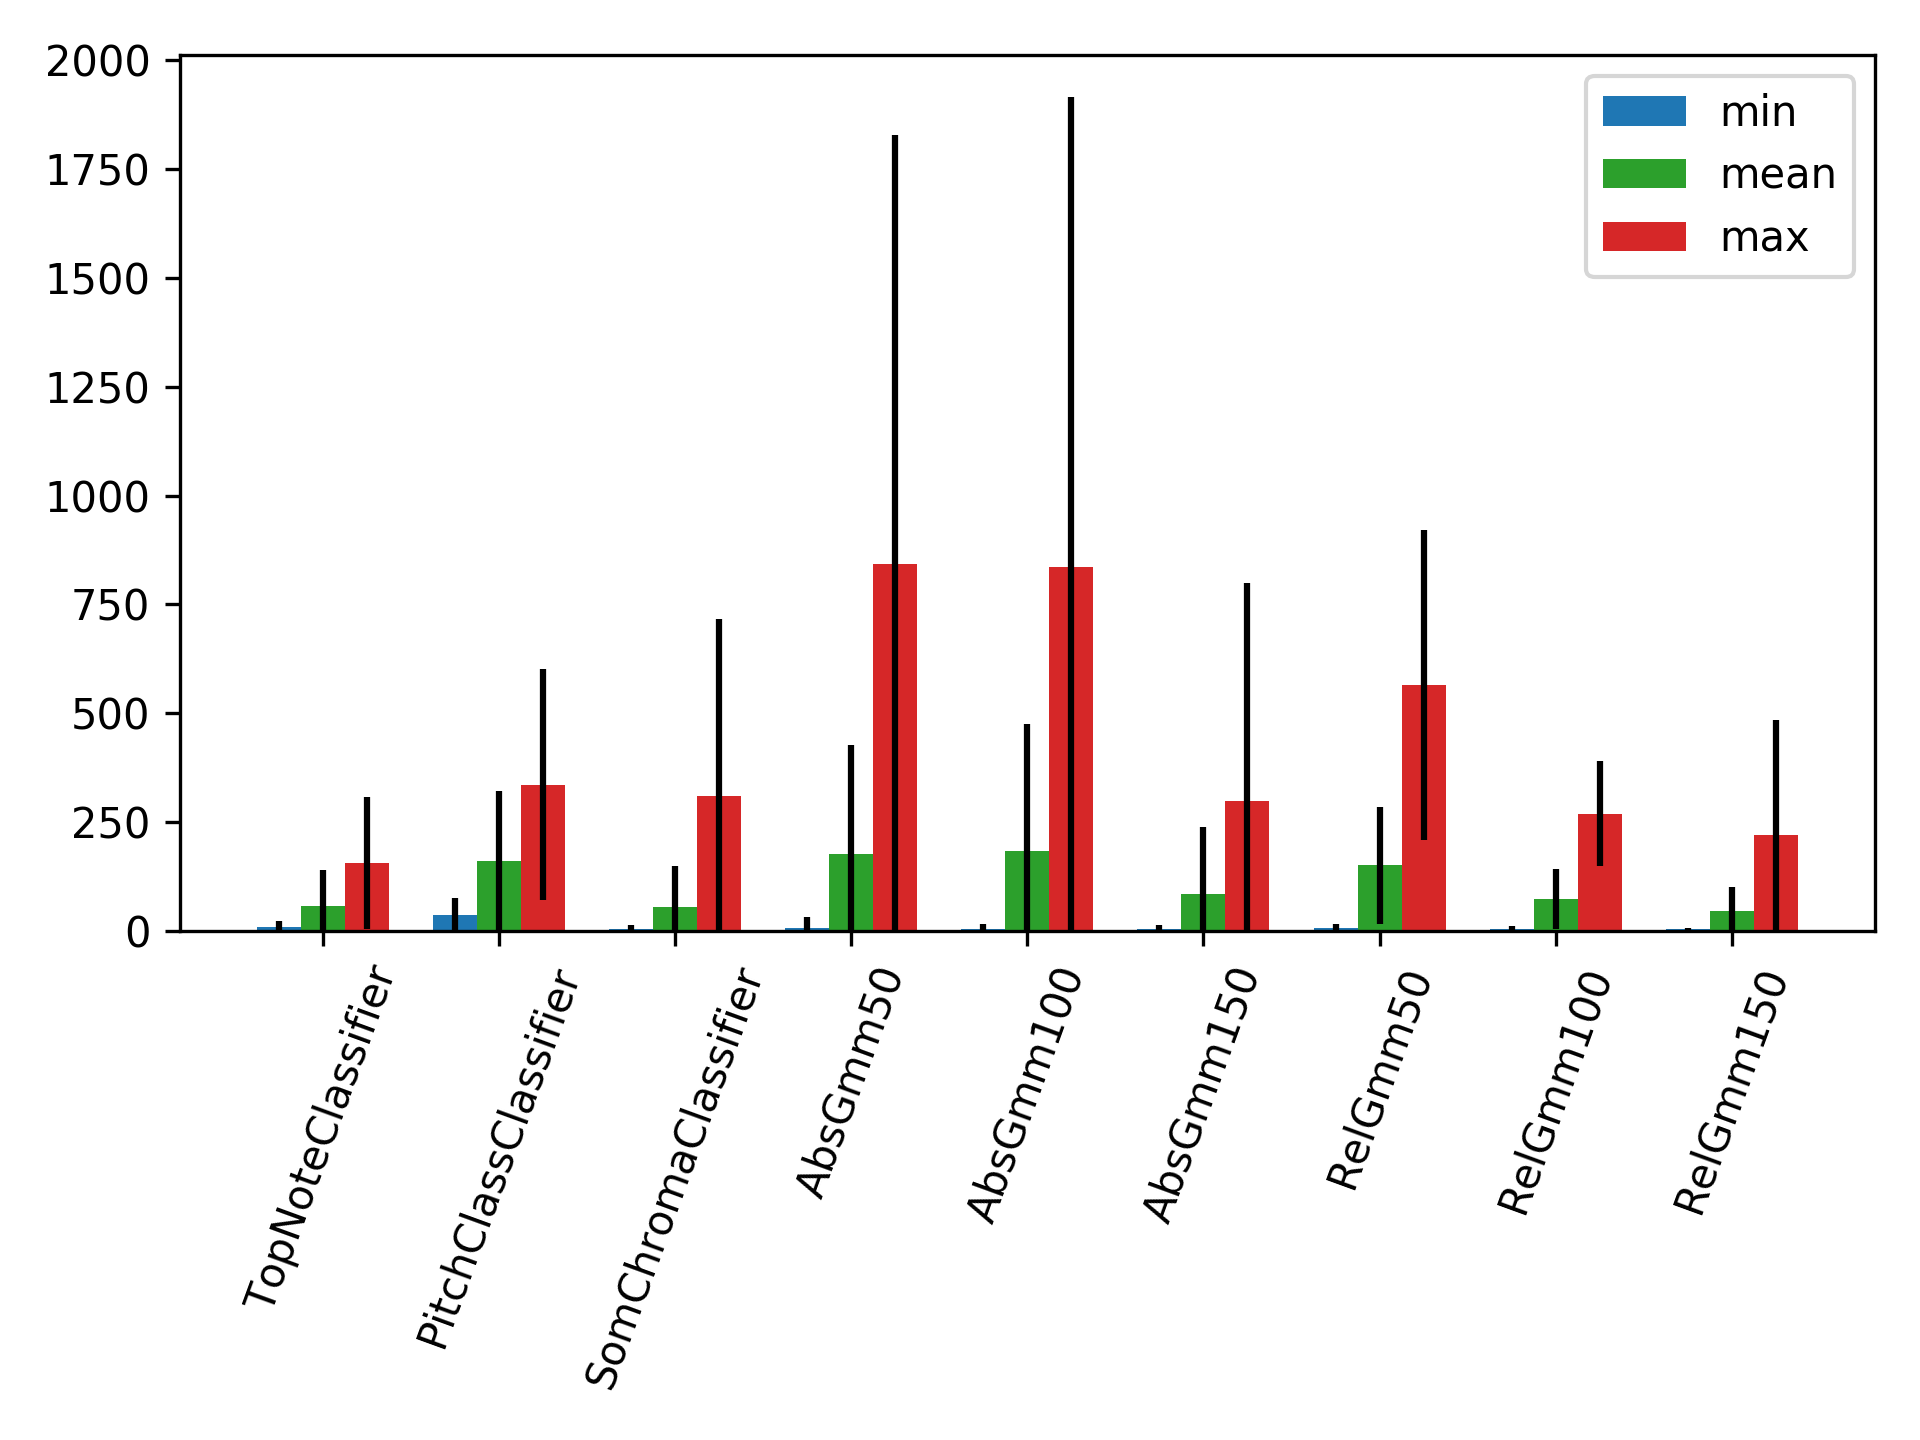 2000
1750
1500
1250
1000
750
500
250
0
min
mean
max
TopNoteClassifier
PitchClassClassifier
SomChromaClassifier
AbsGmm50
AbsGmm100
AbsGmm150
RelGmm50
RelGmm100
RelGmm150